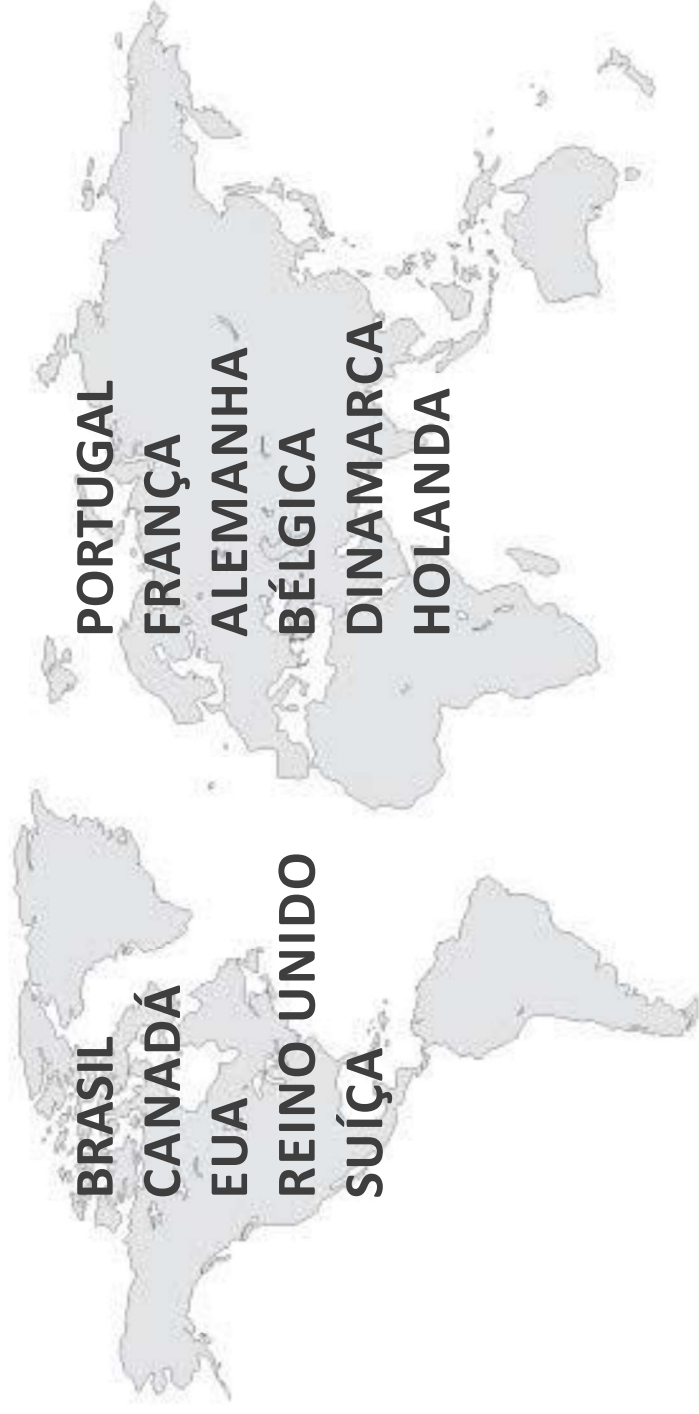 BRASIL
CANADÁ
EUA
REINO UNIDO
SUÍÇA
PORTUGAL
FRANÇA
ALEMANHA
BÉLGICA
DINAMARCA
HOLANDA